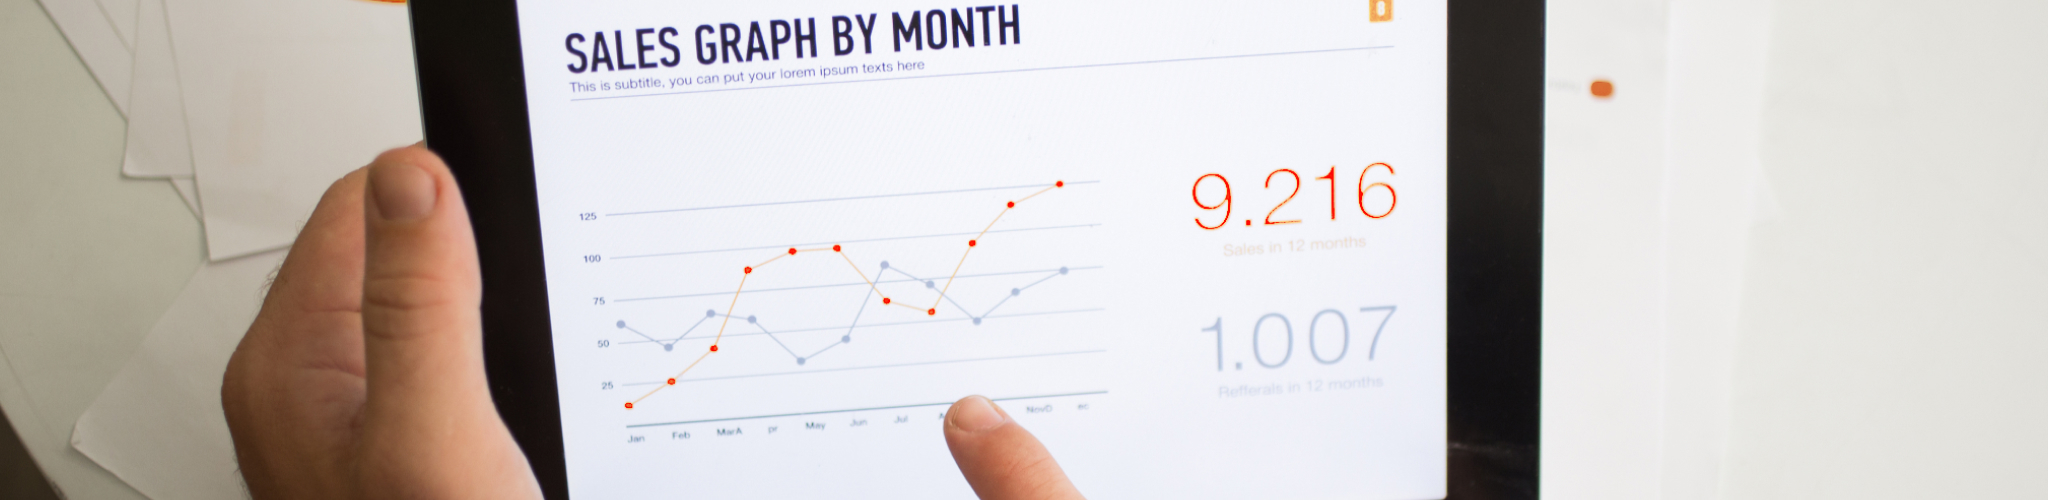 SALES GRAPH BY MONTH
This is subtitle, you can put your lorem ipsum texts here
125
100
75
50
25
Jan Feb MarA pr May Jun Jul A NovD ec
9.216
Sales in 12 months
1.007
Refferals in 12 months